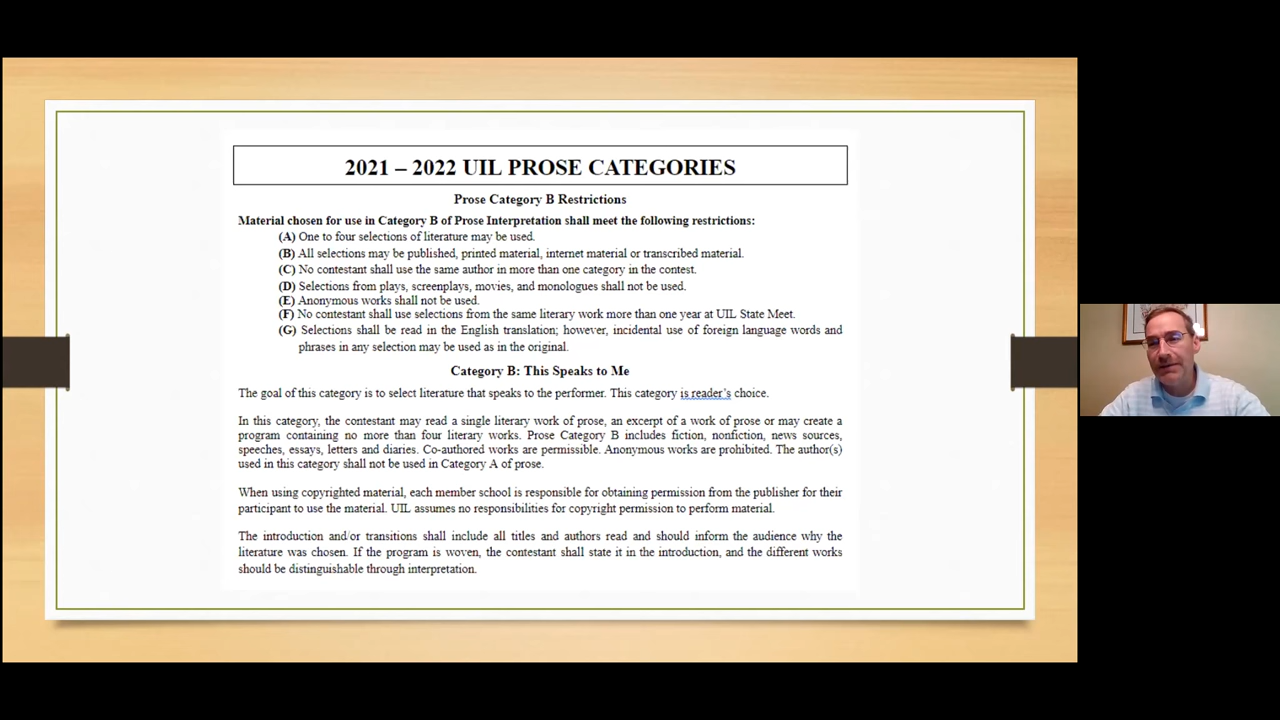 2021 – 2022 UIL PROSE CATEGORIES
Prose Category B Restrictions
Material chosen for use in Category B of Prose Interpretation shall meet the following restrictions:
(A) One to four selections of literature may be used.
(B) All selections may be published, printed material, internet material or transcribed material.
(C) No contestant shall use the same author in more than one category in the contest.
(D) Selections from plays, screenplays, movies, and monologues shall not be used.
(E) Anonymous works shall not be used.
(F) No contestant shall use selections from the same literary work more than one year at UIL State Meet.
(G) Selections shall be read in the English translation; however, incidental use of foreign language words and
phrases in any selection may be used as in the original.
Category B: This Speaks to Me
The goal of this category is to select literature that speaks to the performer. This category is reader’s choice.
In this category, the contestant may read a single literary work of prose, an excerpt of a work of prose or may create a
program containing no more than four literary works. Prose Category B includes fiction, nonfiction, news sources,
speeches, essays, letters and diaries. Co-authored works are permissible. Anonymous works are prohibited. The author(s)
used in this category shall not be used in Category A of prose.
When using copyrighted material, each member school is responsible for obtaining permission from the publisher for their
participant to use the material. UIL assumes no responsibilities for copyright permission to perform material.
The introduction and/or transitions shall include all titles and authors read and should inform the audience why the
literature was chosen. If the program is woven, the contestant shall state it in the introduction, and the different works
should be distinguishable through interpretation.